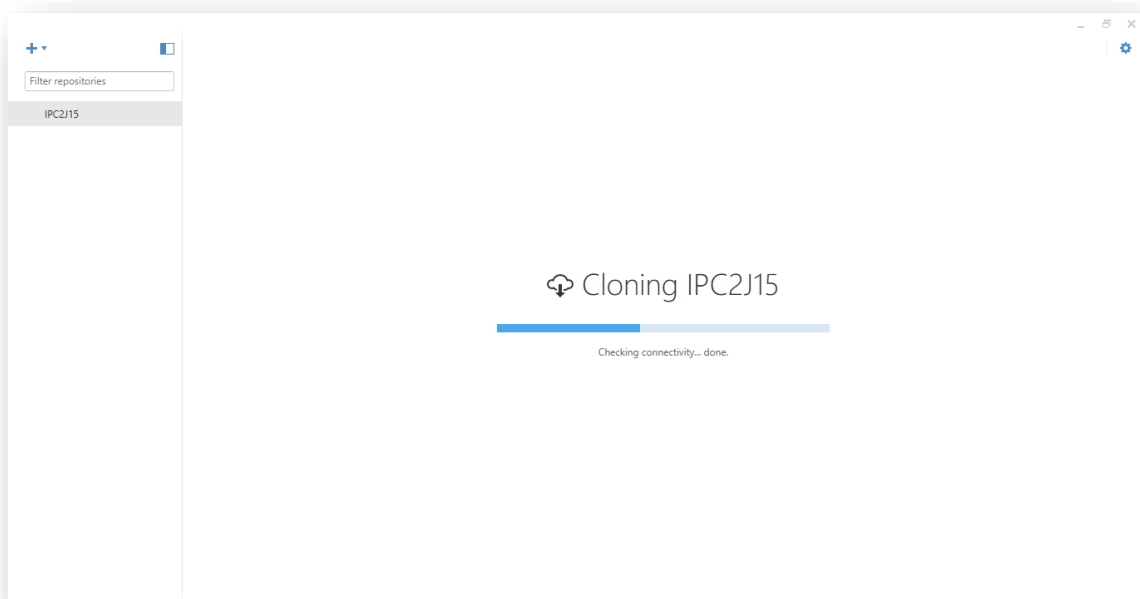 Filter repositories
IPC2J15
Cloning IPC2J15
Checking connectivity... done.